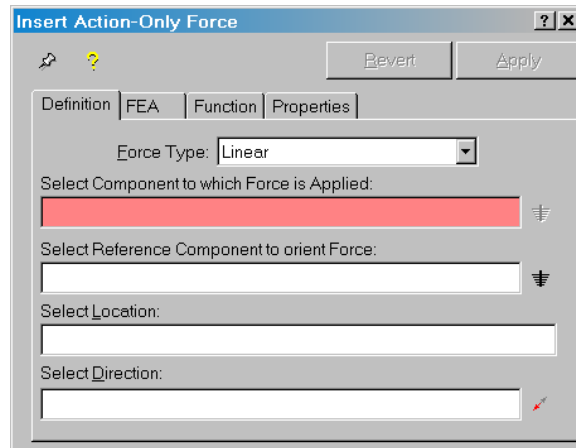 Insert Action-Only Force
Revert Apply
Definition FEA Function Properties
Force Type: Linear
Select Component to which Force is Applied:
Select Reference Component to orient Force:
Select Location:
Select Direction: